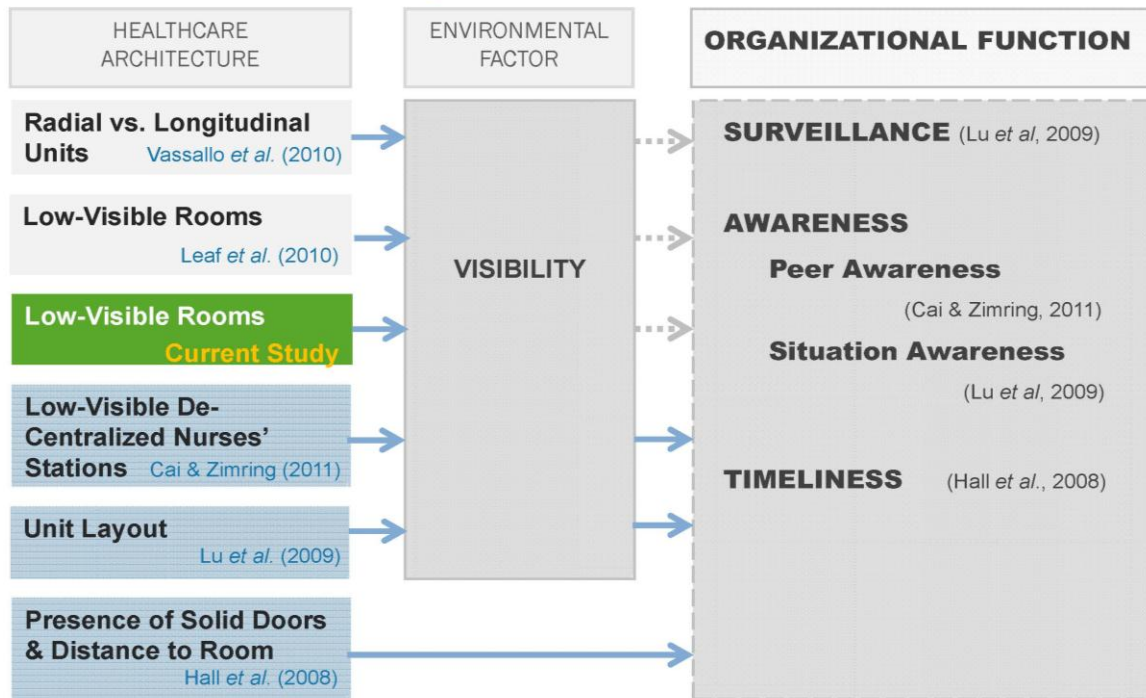 HEALTHCARE
ARCHITECTURE
Radial vs. Longitudinal
Units Vassallo et al. (2010)
Low-Visible Rooms
Leaf et al. (2010)
Low-Visible Rooms
Current Study
Low-Visible De-
Centralized Nurses’
Stations Cai & Zimring (2011)
Unit Layout
Lu et al. (2009)
Presence of Solid Doors
& Distance to Room
Hall et al. (2008)
ENVIRONMENTAL
FACTOR
VISIBILITY
ORGANIZATIONAL FUNCTION
SURVEILLANCE (Lu et al, 2009)
AWARENESS
Peer Awareness
(Cai & Zimring, 2011)
Situation Awareness
(Lu et al, 2009)
TIMELINESS (Hall et al., 2008)